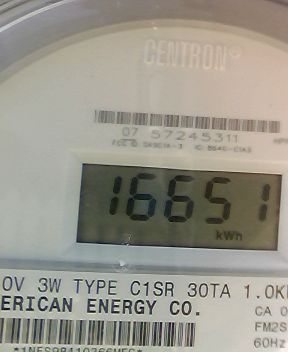 CENTRON®
07 57245311
16651
kWh
0V 3W TYPE C1SR 30TA 1.0K
ERICAN ENERGY CO.
CA 0
FM2S
60Hz